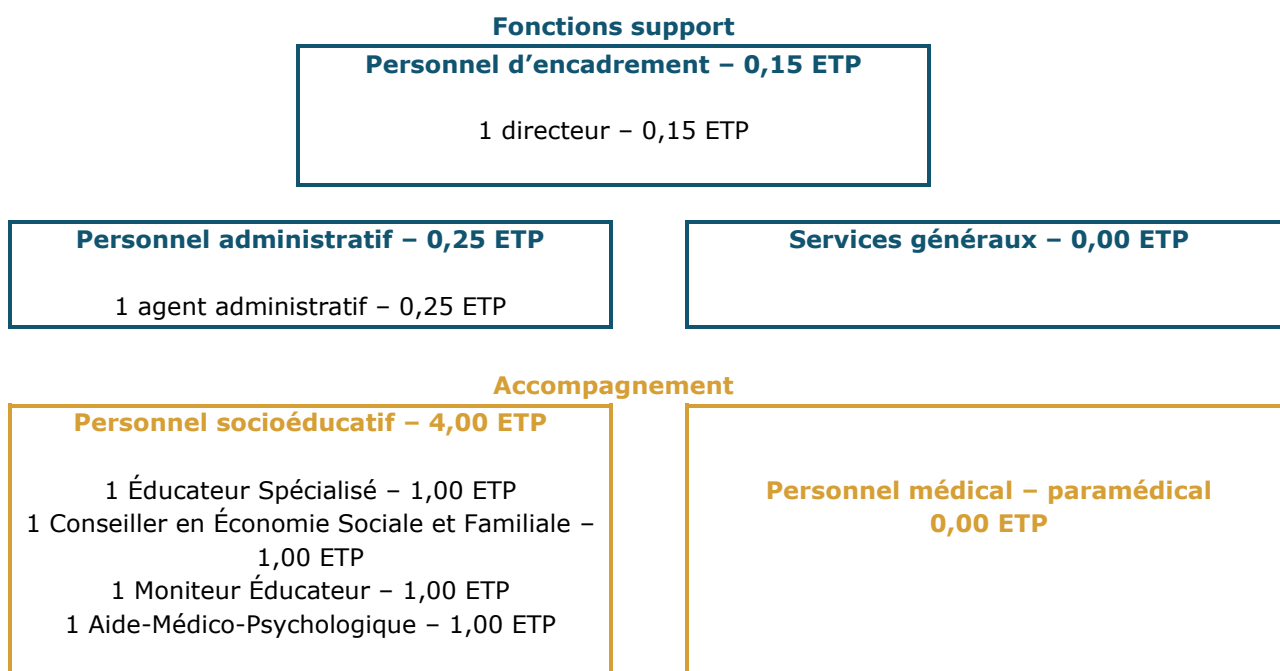 Fonctions support
Personnel d’encadrement – 0,15 ETP
1 directeur – 0,15 ETP
Personnel administratif – 0,25 ETP
1 agent administratif – 0,25 ETP
Services généraux – 0,00 ETP
Accompagnement
Personnel socioéducatif – 4,00 ETP
1 Éducateur Spécialisé – 1,00 ETP
1 Conseiller en Économie Sociale et Familiale –
1,00 ETP
1 Moniteur Éducateur – 1,00 ETP
1 Aide-Médico-Psychologique – 1,00 ETP
Personnel médical – paramédical
0,00 ETP